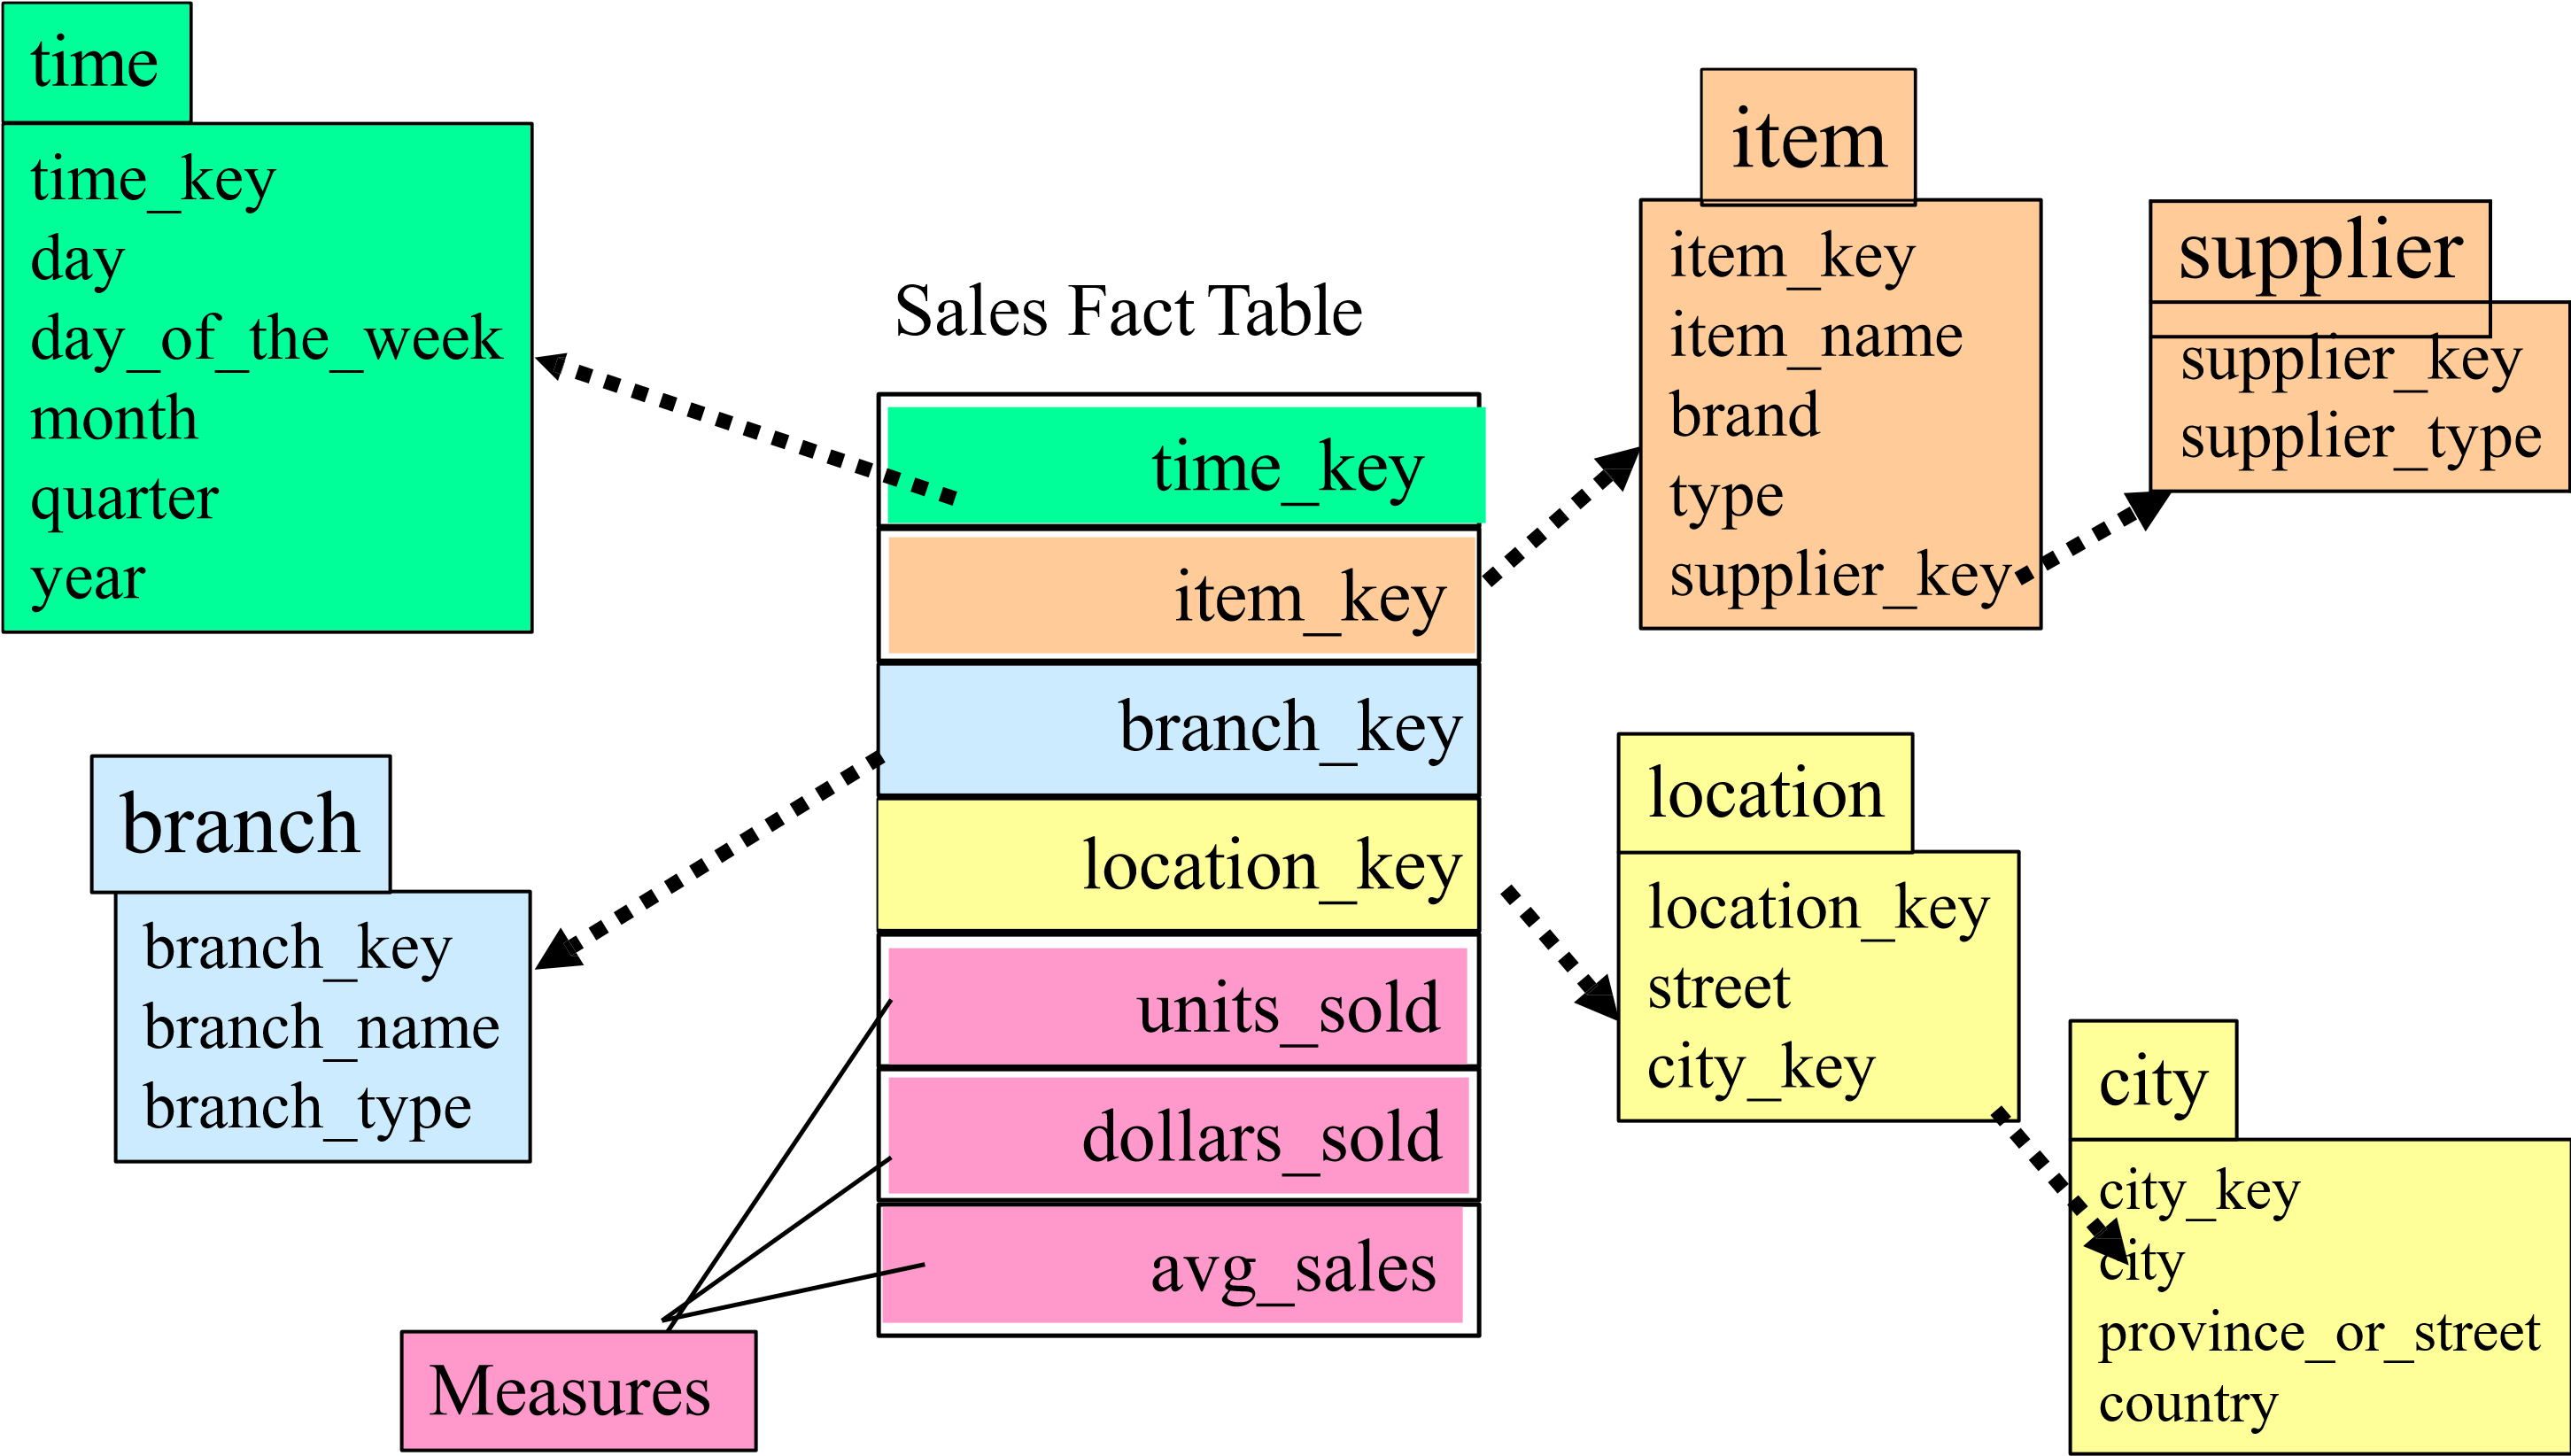 time
time_key
day
day_of_the_week
month
quarter
year
Sales Fact Table
time_key
item_key
branch_key
location_key
units_sold
dollars_sold
avg_sales
item
item_key
item_name
brand
type
supplier_key
supplier
supplier_key
supplier_type
branch
branch_key
branch_name
branch_type
location
location_key
street
city_key
city
city_key
city
province_or_street
country
Measures